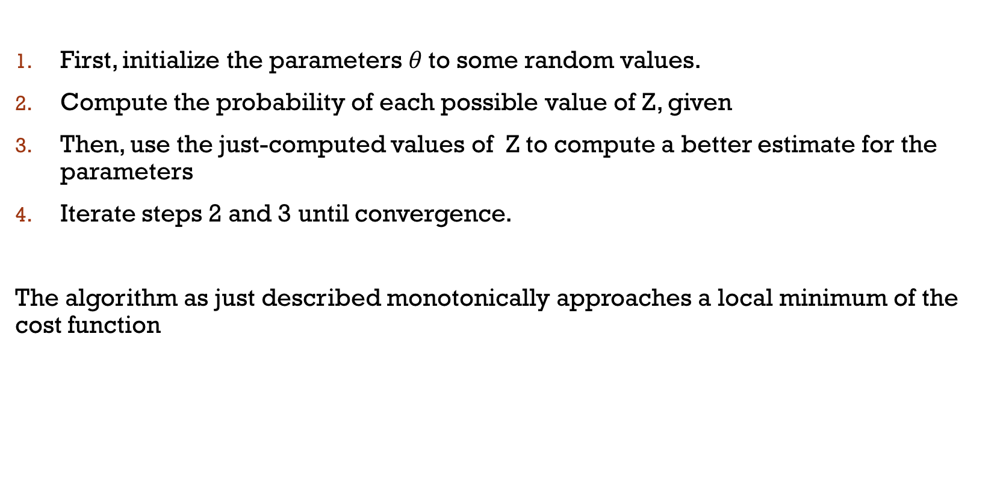 1. First, initialize the parameters θ to some random values.
2. Compute the probability of each possible value of Z, given
3. Then, use the just-computed values of Z to compute a better estimate for the
parameters
4. Iterate steps 2 and 3 until convergence.
The algorithm as just described monotonically approaches a local minimum of the
cost function